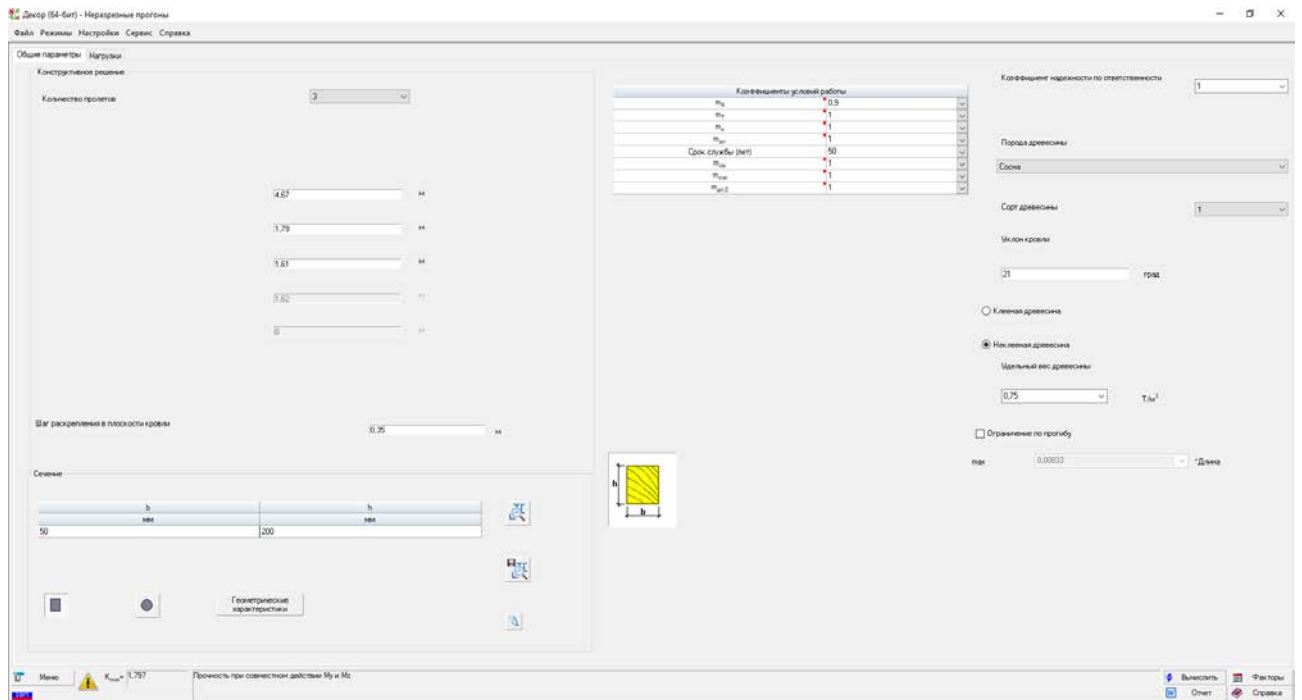 Декор (64-бит) - Неразрезные прогоны
Файл Режимы Настройки Сервис Справка
Общие параметры Нагрузки
Конструктивное решение
Количество пролетов 3
4,67 м
1,79 м
1,61 м
1,62 м
0 м
Шаг раскрепления в плоскости кровли 0,35 м
Сечение
b h
мм мм
50 200
Геометрические характеристики
Коэффициенты условий работы
mв 0,9
mт 1
1
1
Срок службы (лет) 50
1
1
1
h
b
Коэффициент надежности по ответственности 1
Порода древесины
Сосна
Сорт древесины 1
Уклон кровли
21 град
Клееная древесина
Неклееная древесина
Удельный вес древесины
0,75 Т/м³
Ограничение по прогибу
max 0,00833 *Длина
Меню Kmax= 1,797 Прочность при совместном действии My и Mz
Вычислить Факторы
Отчет Справка